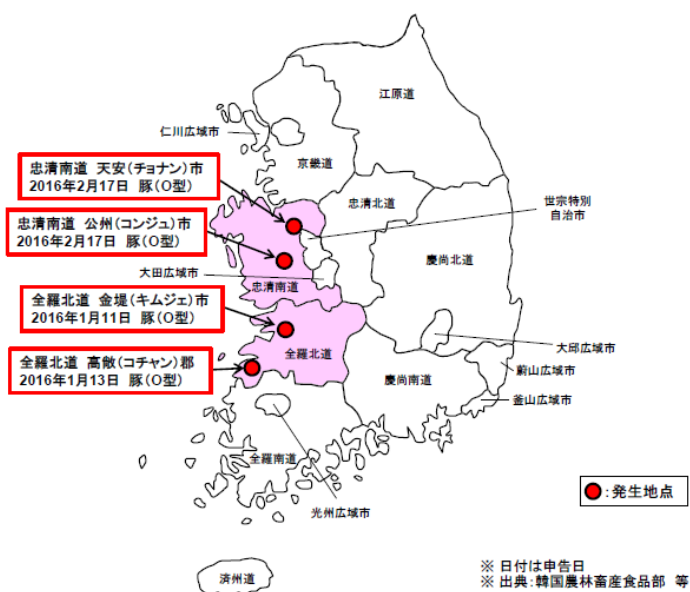 江原道
仁川広域市
京畿道
忠清南道 天安(チョナン)市
2016年2月17日 豚(O型)
忠清北道
世宗特別
自治市
忠清南道 公州(コンジュ)市
2016年2月17日 豚(O型)
慶尚北道
大田広域市
忠清南道
全羅北道 金堤(キムジェ)市
2016年1月11日 豚(O型)
大邱広域市
全羅北道
全羅北道 高敞(コチャン)郡
2016年1月13日 豚(O型)
慶尚南道
蔚山広域市
釜山広域市
全羅南道
●:発生地点
光州広域市
済州道
※ 日付は申告日
※ 出典:韓国農林畜産食品部 等